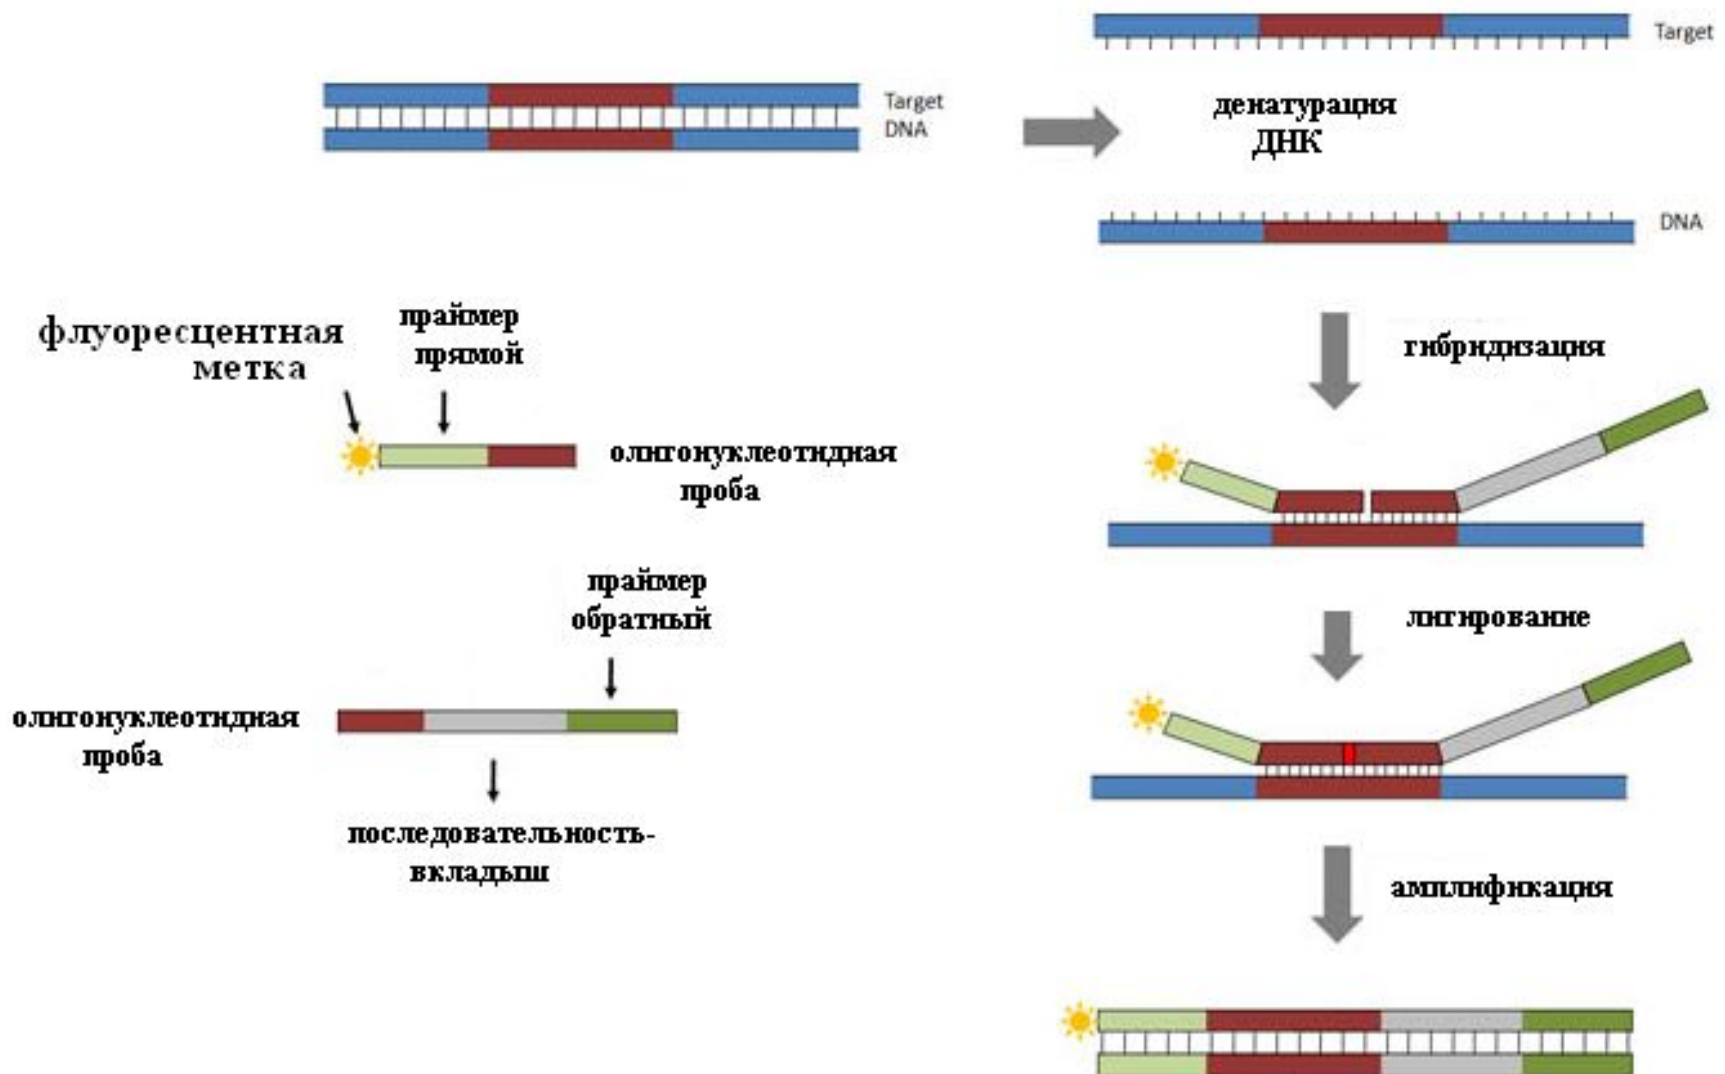 Target
Target
DNA
денатурация
ДНК
DNA
флуоресцентная
метка
праймер
прямой
гибридизация
олигонуклеотидная
проба
праймер
обратный
лигирование
олигонуклеотидная
проба
последовательность-
вкладыш
амплификация